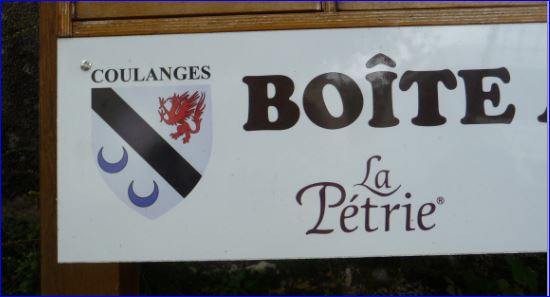 COULANGES
BOÎTE
La
Pétrie®